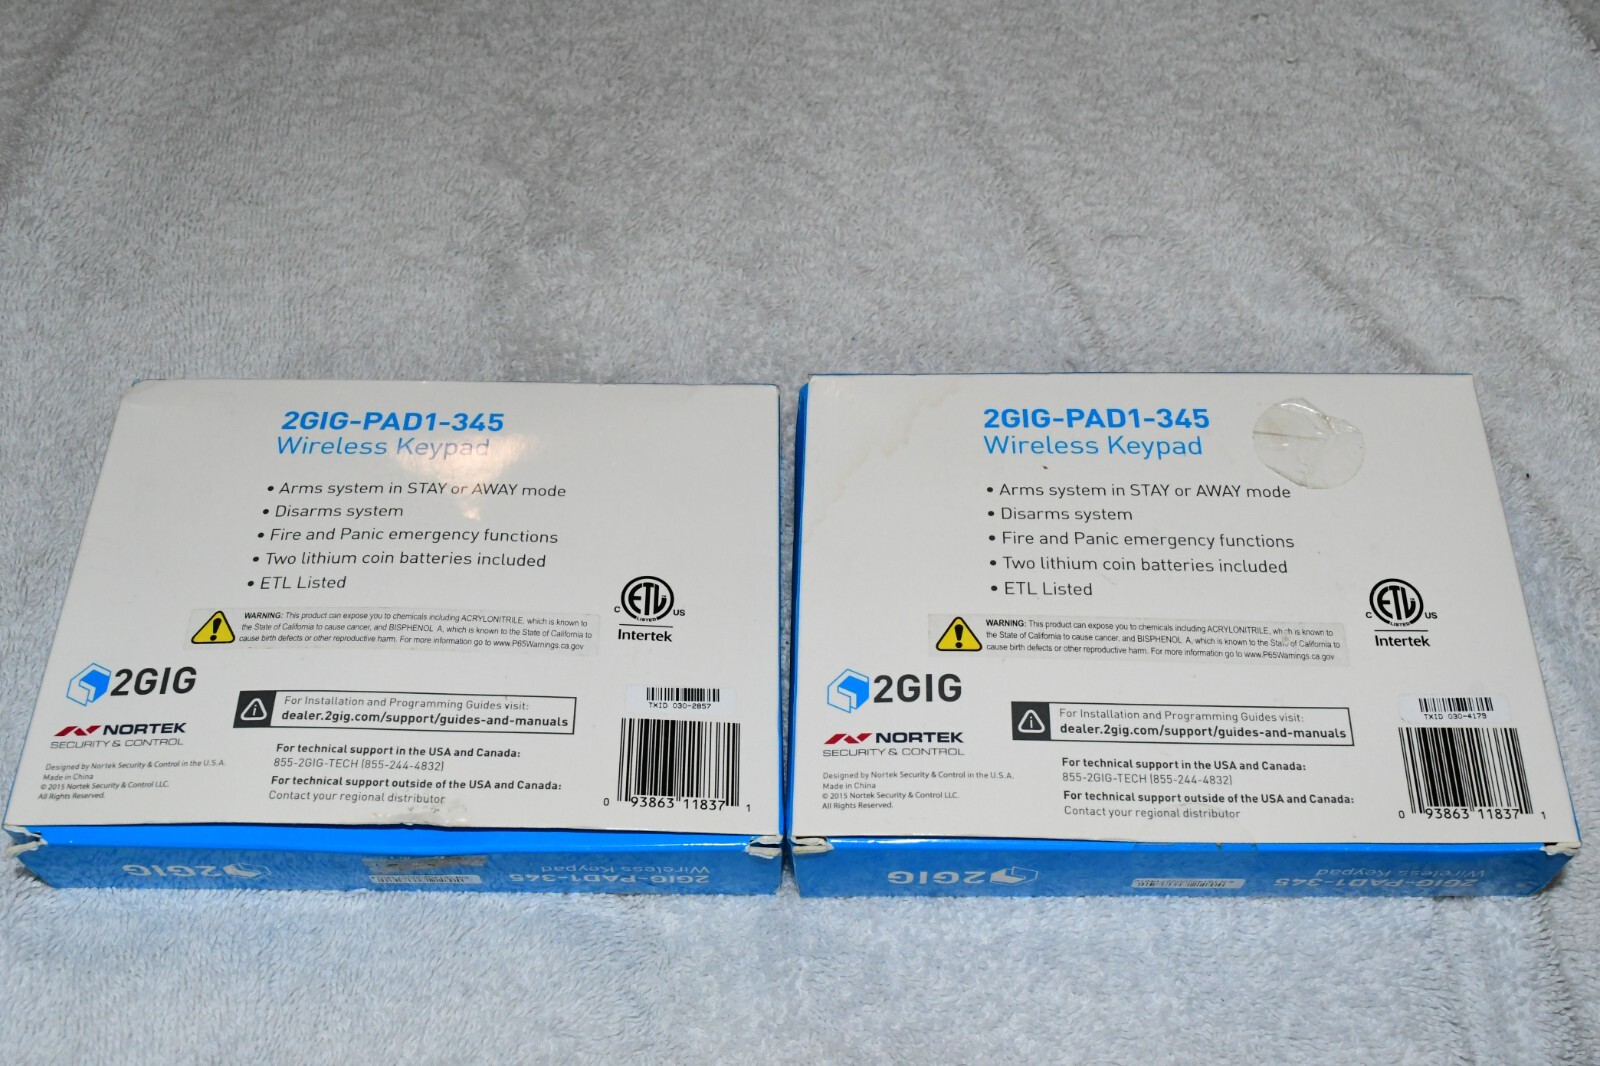 2GIG-PAD1-345
Wireless Keypad
• Arms system in STAY or AWAY mode
• Disarms system
• Fire and Panic emergency functions
• Two lithium coin batteries included
• ETL Listed
WARNING: This product can expose you to chemicals including ACRYLONITRILE, which is known to
the State of California to cause cancer, and BISPHENOL A, which is known to the State of California to
cause birth defects or other reproductive harm. For more information go to www.P65Warnings.ca.gov
C ETL US
LISTED
Intertek
2GIG
NORTEK
SECURITY & CONTROL
Designed by Nortek Security & Control in the U.S.A.
Made in China
© 2015 Nortek Security & Control LLC.
All Rights Reserved.
For Installation and Programming Guides visit:
dealer.2gig.com/support/guides-and-manuals
For technical support in the USA and Canada:
855-2GIG-TECH (855-244-4832)
For technical support outside of the USA and Canada:
Contact your regional distributor
TXID 030-2857
0 93863 11837 1
2GIG
2GIG-PAD1-345
Wireless Keypad
2GIG-PAD1-345
Wireless Keypad
• Arms system in STAY or AWAY mode
• Disarms system
• Fire and Panic emergency functions
• Two lithium coin batteries included
• ETL Listed
WARNING: This product can expose you to chemicals including ACRYLONITRILE, which is known to
the State of California to cause cancer, and BISPHENOL A, which is known to the State of California to
cause birth defects or other reproductive harm. For more information go to www.P65Warnings.ca.gov
C ETL US
LISTED
Intertek
2GIG
NORTEK
SECURITY & CONTROL
Designed by Nortek Security & Control in the U.S.A.
Made in China
© 2015 Nortek Security & Control LLC.
All Rights Reserved.
For Installation and Programming Guides visit:
dealer.2gig.com/support/guides-and-manuals
For technical support in the USA and Canada:
855-2GIG-TECH (855-244-4832)
For technical support outside of the USA and Canada:
Contact your regional distributor
TXID 030-4179
0 93863 11837 1
2GIG
2GIG-PAD1-345
Wireless Keypad